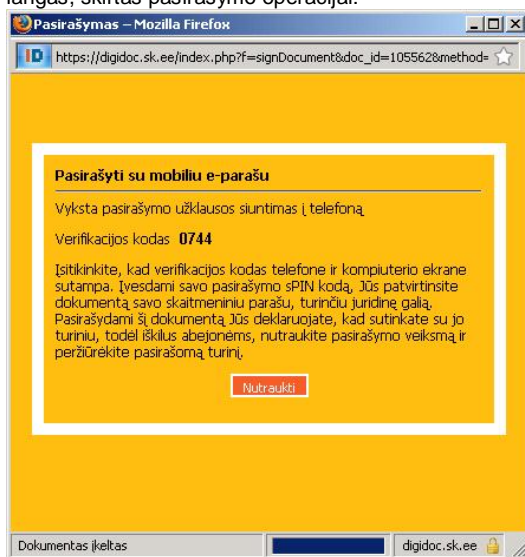 langas, skirtas pasirašymo operacijai.
Pasirašymas – Mozilla Firefox
ID https://digidoc.sk.ee/index.php?f=signDocument&doc_id=105562&method=
Pasirašyti su mobiliu e-parašu
Vyksta pasirašymo užklausos siuntimas į telefoną
Verifikacijos kodas 0744
Įsitikinkite, kad verifikacijos kodas telefone ir kompiuterio ekrane
sutampa. Įvesdami savo pasirašymo sPIN kodą, Jūs patvirtinsite
dokumentą savo skaitmeniniu parašu, turinčiu juridinę galią.
Pasirašydami šį dokumentą Jūs deklaruojate, kad sutinkate su jo
turiniu, todėl iškilus abejonėms, nutraukite pasirašymo veiksmą ir
peržiūrėkite pasirašomą turinį.
Nutraukti
Dokumentas įkeltas
digidoc.sk.ee